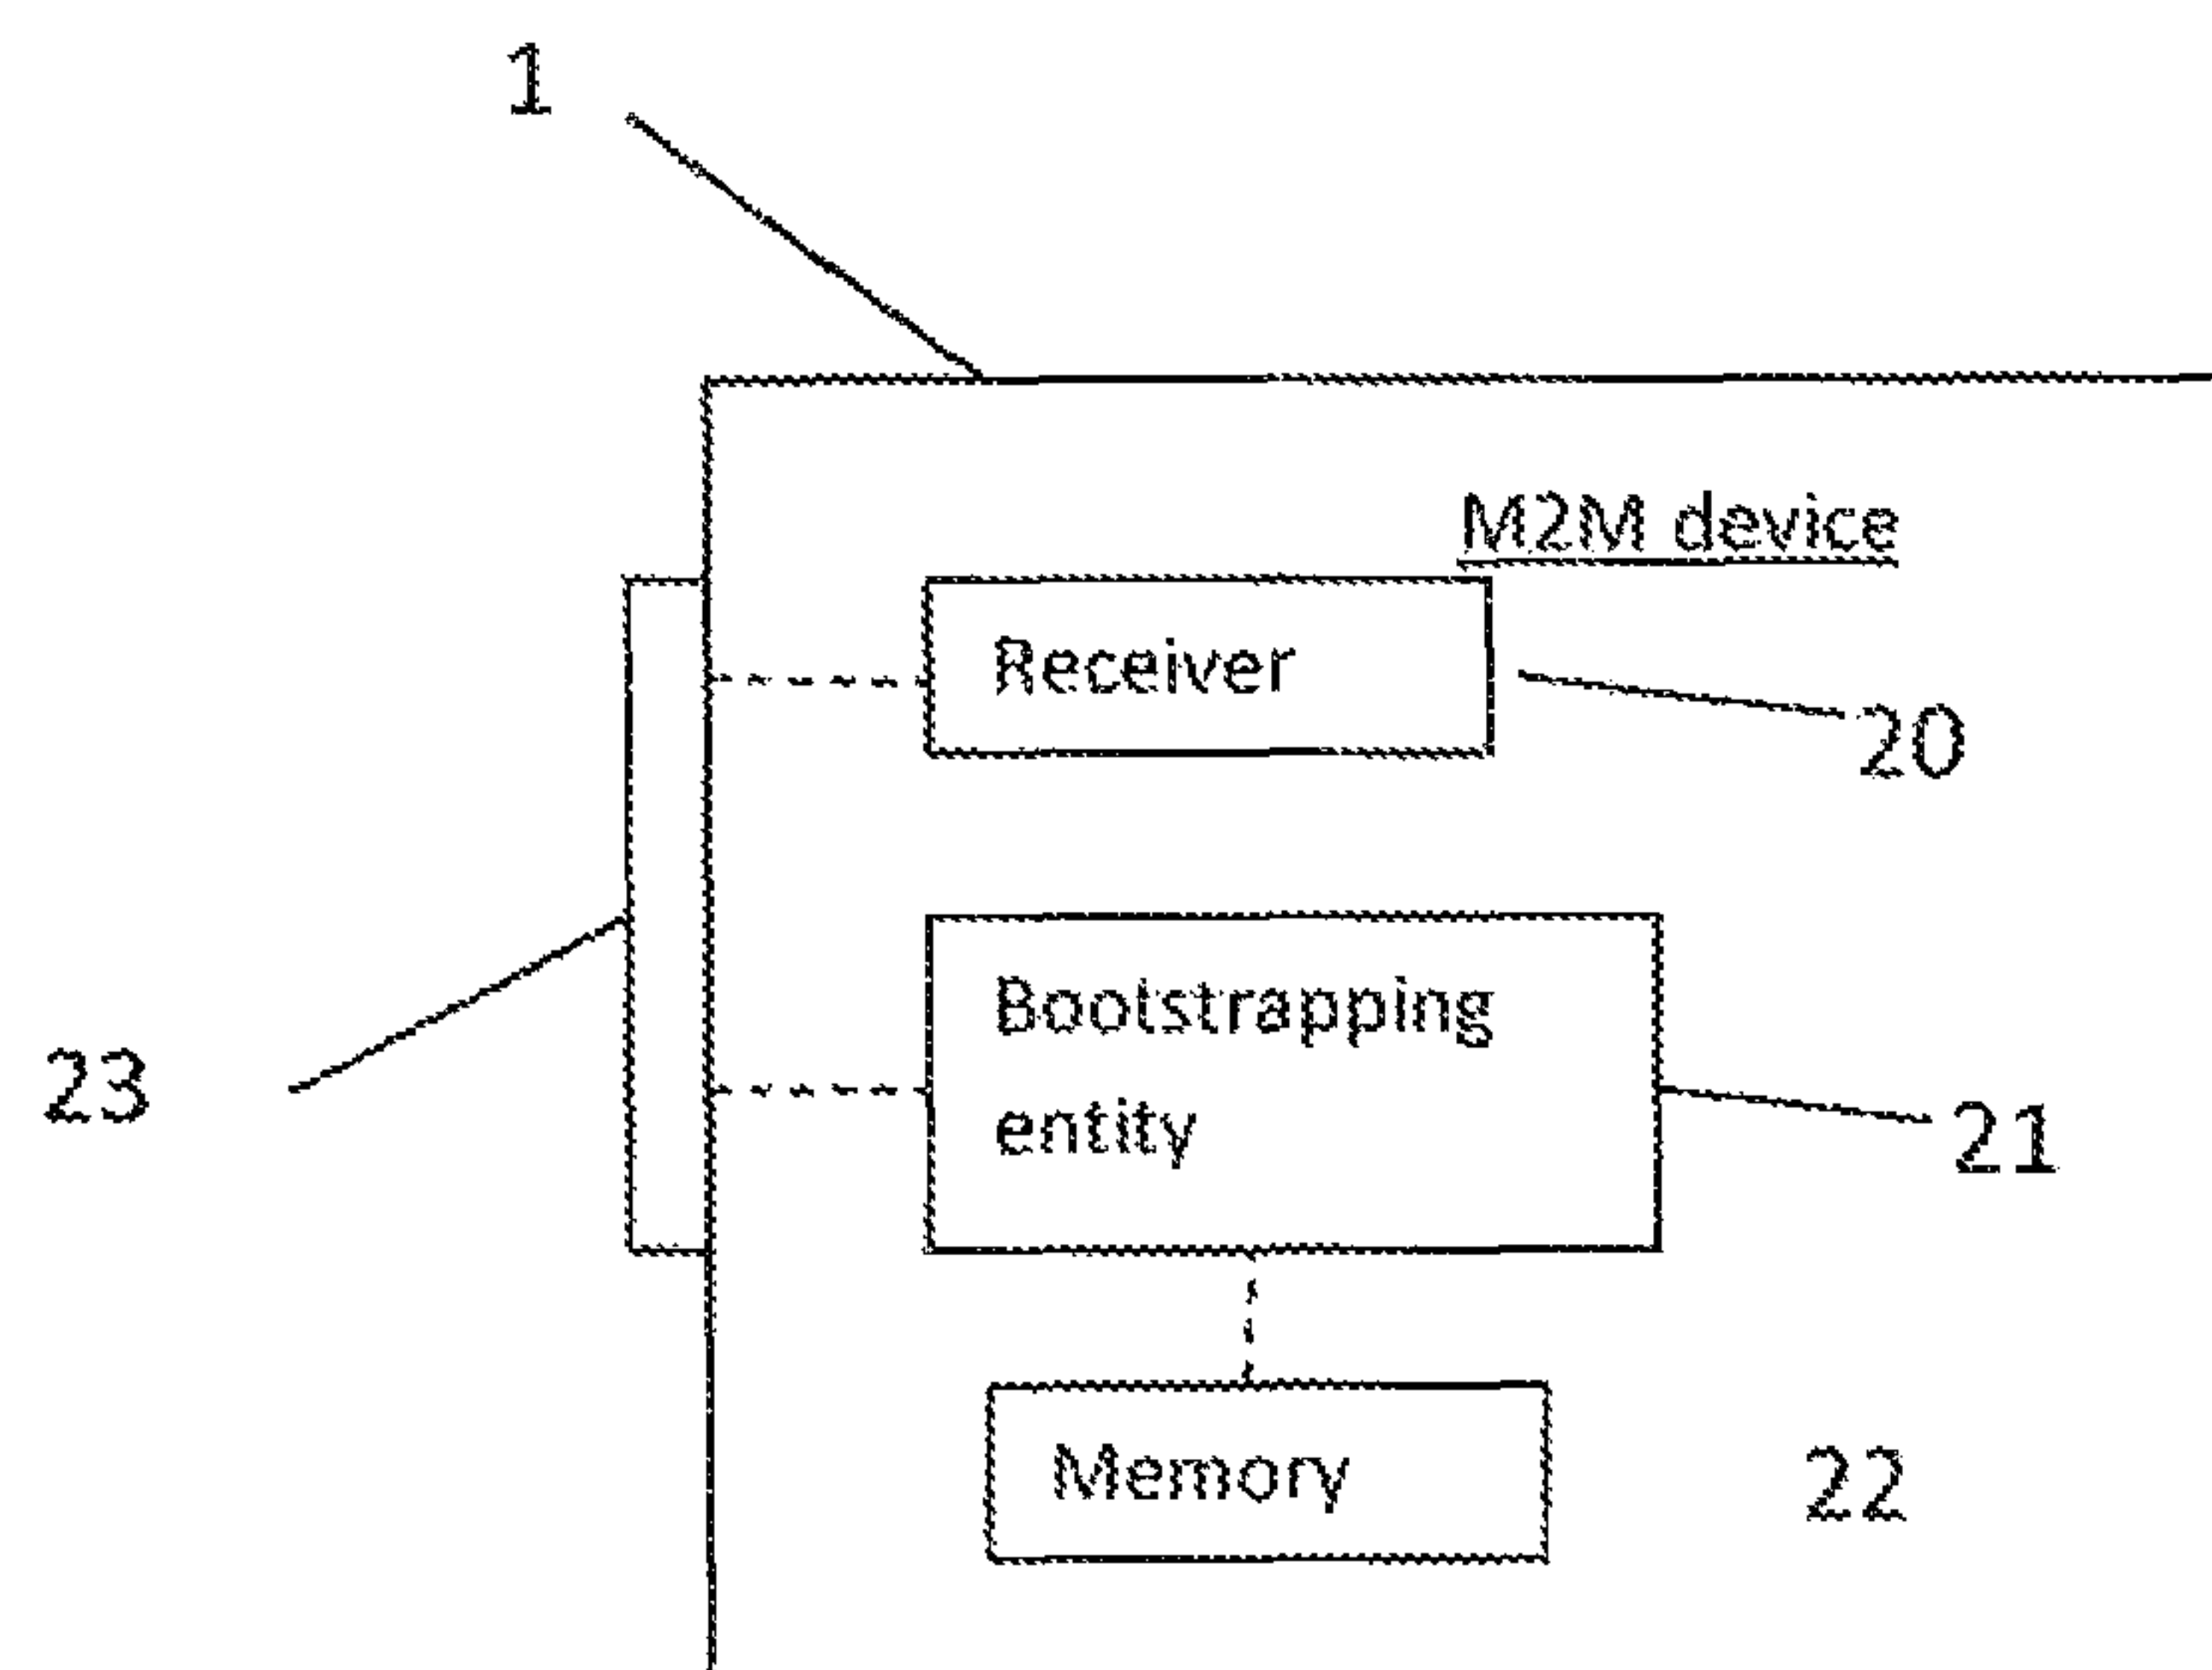 1
M2M device
Receiver
20
Bootstrapping
entity
23
21
Memory
22